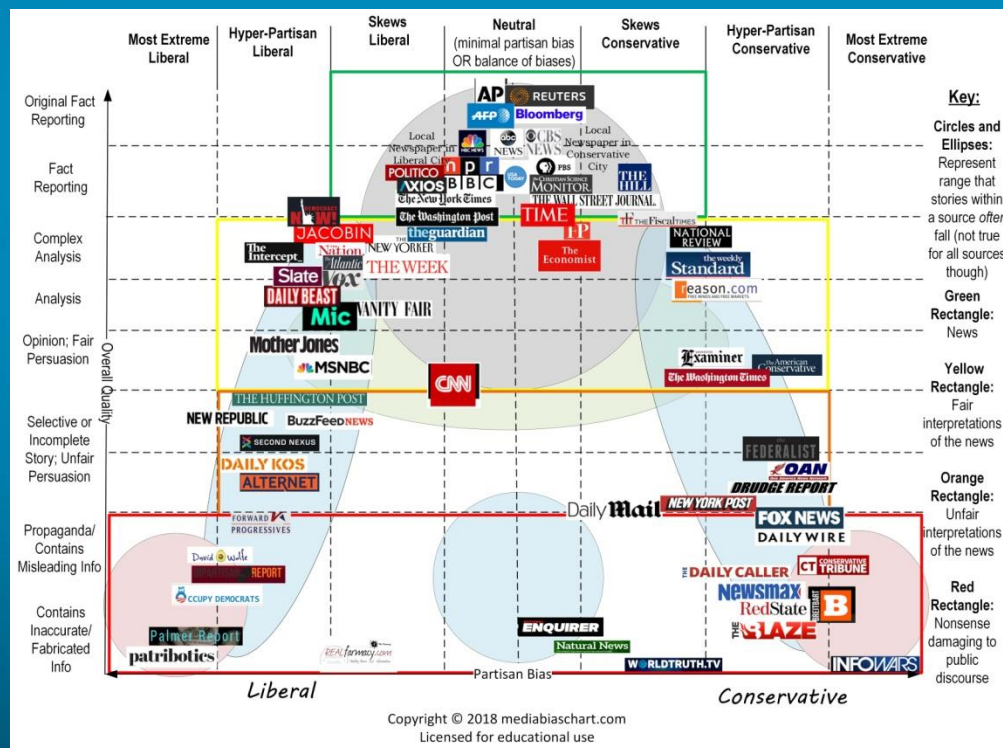 Most Extreme
Liberal
Hyper-Partisan
Liberal
Skews
Liberal
Neutral
(minimal partisan bias
OR balance of biases)
Skews
Conservative
Hyper-Partisan
Conservative
Most Extreme
Conservative
Original Fact
Reporting
Fact
Reporting
Complex
Analysis
Analysis
Opinion; Fair
Persuasion
Selective or
Incomplete
Story; Unfair
Persuasion
Propaganda/
Contains
Misleading Info
Contains
Inaccurate/
Fabricated
Info
Overall Quality
AP
REUTERS
AFP
Bloomberg
Local
Newspaper in
Liberal City
NBC NEWS
abc
NEWS
CBS
NEWS
Local
Newspaper in
Conservative
City
POLITICO
npr
USA
TODAY
PBS
THE
HILL
AXIOS
BBC
THE CHRISTIAN SCIENCE
MONITOR
The New York Times
THE WALL STREET JOURNAL.
DEMOCRACY
NOW!
The Washington Post
TIME
THE FISCAL TIMES
JACOBIN
theguardian
FP
NATIONAL
REVIEW
The
Intercept_
The Nation.
THE
NEW YORKER
The
Economist
the weekly
Standard
Slate
The Atlantic
Vox
THE WEEK
reason.com
FREE MINDS AND FREE MARKETS
DAILY BEAST
Mic
VANITY FAIR
Mother Jones
MSNBC
CNN
Examiner
The American
Conservative
The Washington Times
THE HUFFINGTON POST
NEW REPUBLIC
BuzzFeed NEWS
SECOND NEXUS
DAILY KOS
ALTERNET
THE
FEDERALIST
OAN
DRUDGE REPORT
Daily Mail
NEW YORK POST
FORWARD
PROGRESSIVES
FOX NEWS
DAILY WIRE
David Wolfe
REPORT
OCCUPY DEMOCRATS
THE
DAILY CALLER
CT CONSERVATIVE
TRIBUNE
Newsmax
RedState
BREITBART
B
THE
BLAZE
Palmer Report
patribotics
REALfarmacy.com
ENQUIRER
Natural News
WORLDTRUTH.TV
INFOWARS
Partisan Bias
Liberal
Conservative
Key:
Circles and
Ellipses:
Represent
range that
stories within
a source often
fall (not true
for all sources
though)
Green
Rectangle:
News
Yellow
Rectangle:
Fair
interpretations
of the news
Orange
Rectangle:
Unfair
interpretations
of the news
Red
Rectangle:
Nonsense
damaging to
public
discourse
Copyright © 2018 mediabiaschart.com
Licensed for educational use